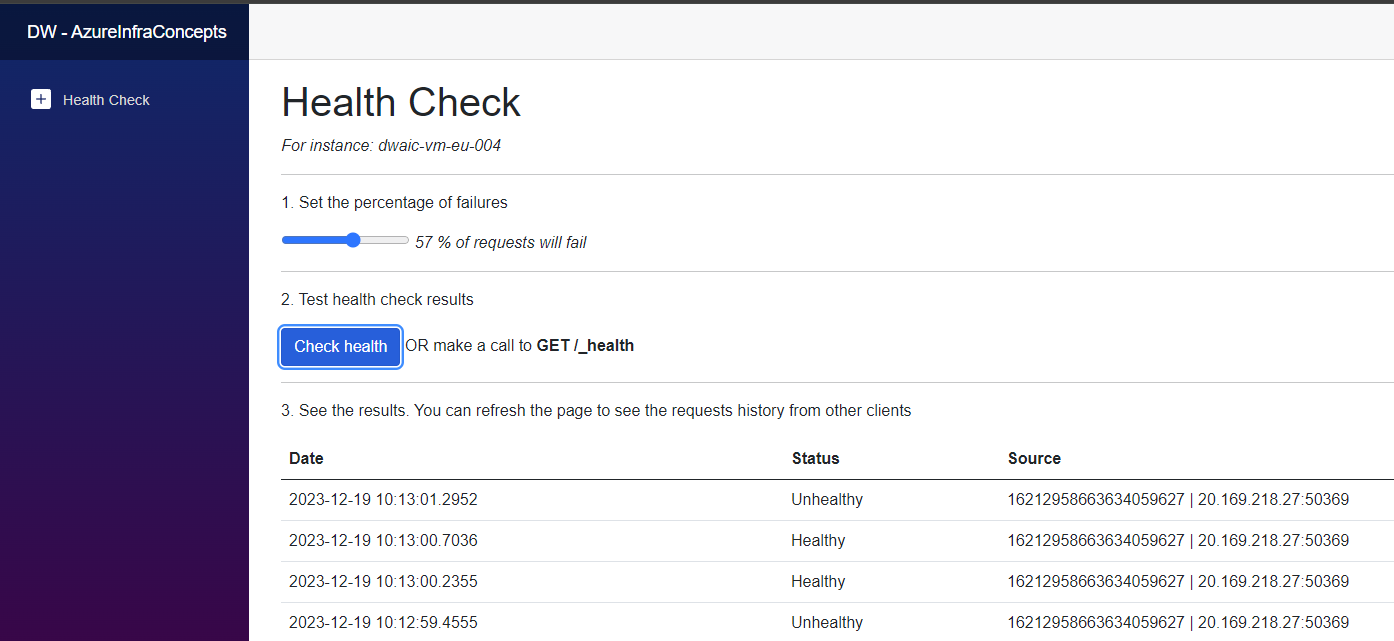 DW - AzureInfraConcepts
Health Check
Health Check
For instance: dwaic-vm-eu-004
1. Set the percentage of failures
57 % of requests will fail
2. Test health check results
Check health OR make a call to GET /_health
3. See the results. You can refresh the page to see the requests history from other clients
Date Status Source
2023-12-19 10:13:01.2952 Unhealthy 16212958663634059627 | 20.169.218.27:50369
2023-12-19 10:13:00.7036 Healthy 16212958663634059627 | 20.169.218.27:50369
2023-12-19 10:13:00.2355 Healthy 16212958663634059627 | 20.169.218.27:50369
2023-12-19 10:12:59.4555 Unhealthy 16212958663634059627 | 20.169.218.27:50369